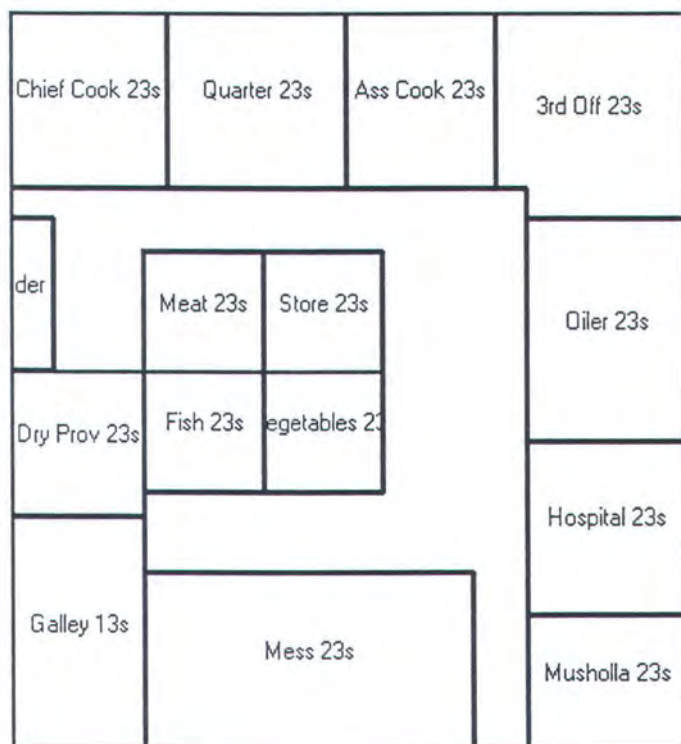 Chief Cook 23s
Quarter 23s
Ass Cook 23s
3rd Off 23s
der
Meat 23s
Store 23s
Oiler 23s
Dry Prov 23s
Fish 23s
egetables 23
Hospital 23s
Galley 13s
Mess 23s
Musholla 23s